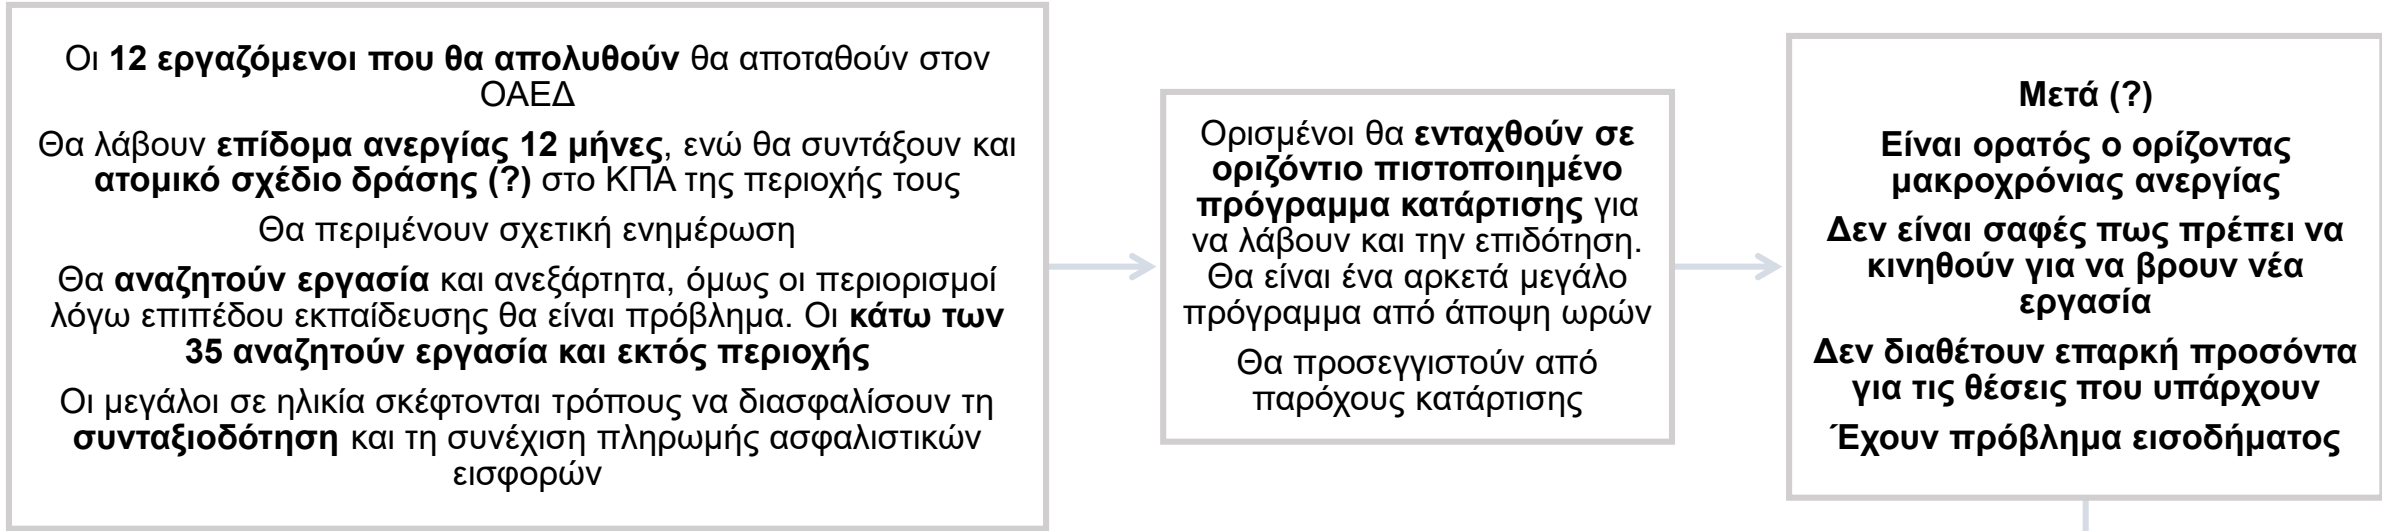 Οι 12 εργαζόμενοι που θα απολυθούν θα αποταθούν στον
ΟΑΕΔ
Θα λάβουν επίδομα ανεργίας 12 μήνες, ενώ θα συντάξουν και
ατομικό σχέδιο δράσης (?) στο ΚΠΑ της περιοχής τους
Θα περιμένουν σχετική ενημέρωση
Θα αναζητούν εργασία και ανεξάρτητα, όμως οι περιορισμοί
λόγω επιπέδου εκπαίδευσης θα είναι πρόβλημα. Οι κάτω των
35 αναζητούν εργασία και εκτός περιοχής
Οι μεγάλοι σε ηλικία σκέφτονται τρόπους να διασφαλίσουν τη
συνταξιοδότηση και τη συνέχιση πληρωμής ασφαλιστικών
εισφορών
Ορισμένοι θα ενταχθούν σε
οριζόντιο πιστοποιημένο
πρόγραμμα κατάρτισης για
να λάβουν και την επιδότηση.
Θα είναι ένα αρκετά μεγάλο
πρόγραμμα από άποψη ωρών
Θα προσεγγιστούν από
παρόχους κατάρτισης
Μετά (?)
Είναι ορατός ο ορίζοντας
μακροχρόνιας ανεργίας
Δεν είναι σαφές πως πρέπει να
κινηθούν για να βρουν νέα
εργασία
Δεν διαθέτουν επαρκή προσόντα
για τις θέσεις που υπάρχουν
Έχουν πρόβλημα εισοδήματος